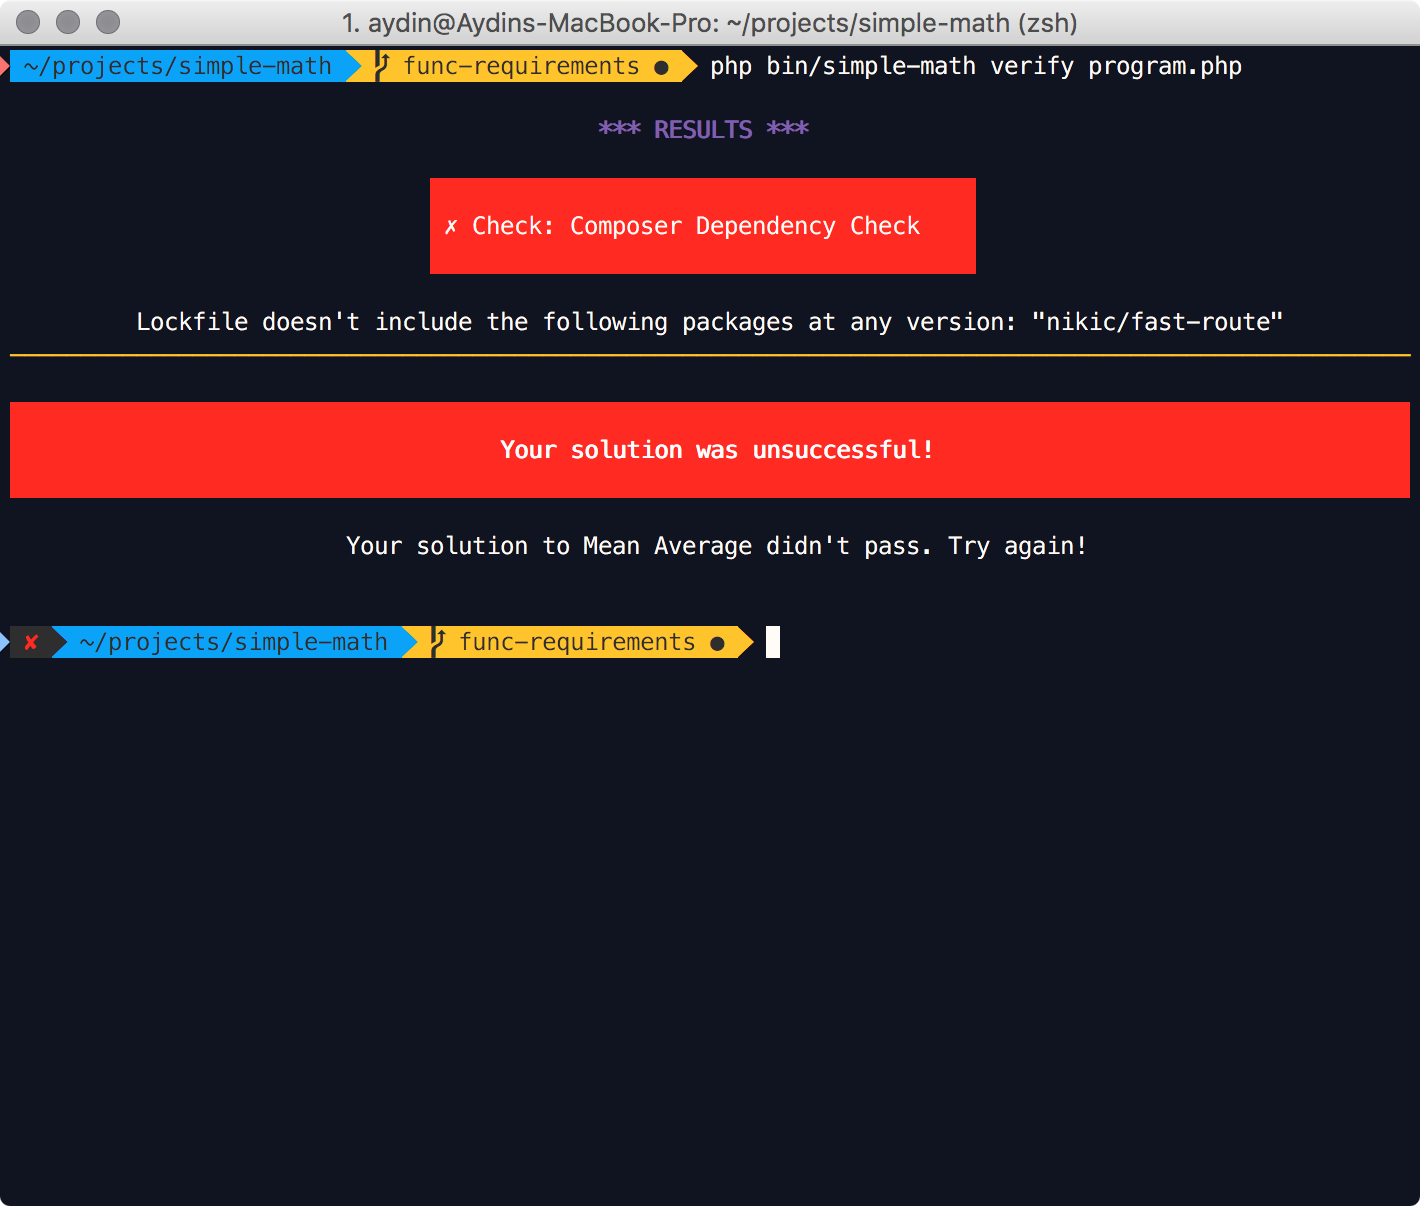 1. aydin@Aydins-MacBook-Pro: ~/projects/simple-math (zsh)
~/projects/simple-math func-requirements ● php bin/simple-math verify program.php
*** RESULTS ***
✗ Check: Composer Dependency Check
Lockfile doesn't include the following packages at any version: "nikic/fast-route"
Your solution was unsuccessful!
Your solution to Mean Average didn't pass. Try again!
✘ ~/projects/simple-math func-requirements ●